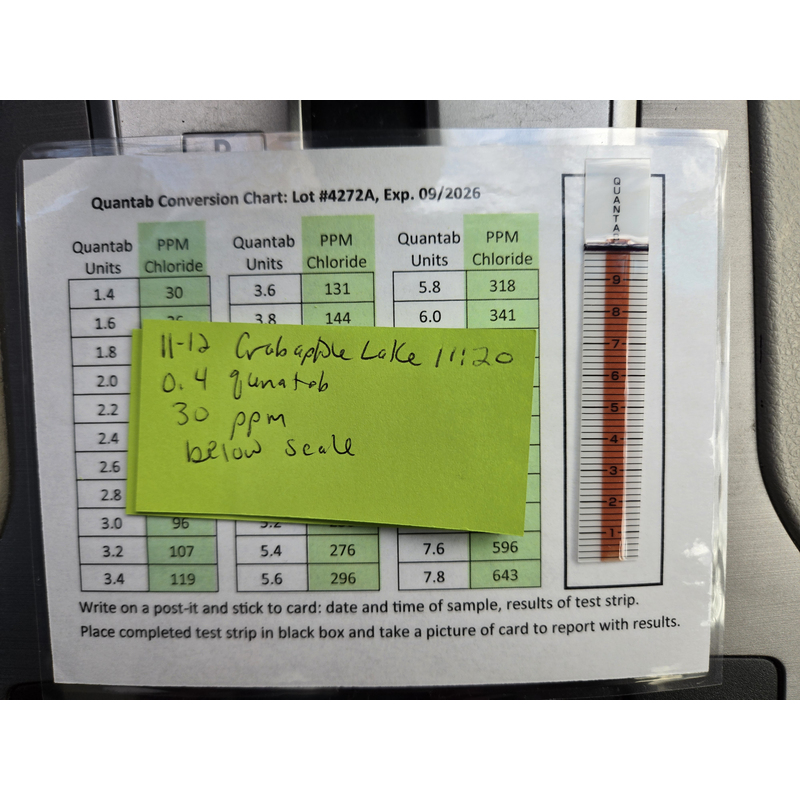 D
Quantab Conversion Chart: Lot #4272A, Exp. 09/2026
Quantab Units PPM Chloride Quantab Units PPM Chloride Quantab Units PPM Chloride
1.4 30 3.6 131 5.8 318
1.6 3.8 144 6.0 341
1.8
2.0
2.2
2.4
2.6
2.8
3.0 96
3.2 107 5.4 276 7.6 596
3.4 119 5.6 296 7.8 643
11-12 Crabapple Lake 11:20
0.4 qunatab
30 ppm
below scale
QUANTAB
9
8
7
6
5
4
3
2
1
Write on a post-it and stick to card: date and time of sample, results of test strip.
Place completed test strip in black box and take a picture of card to report with results.